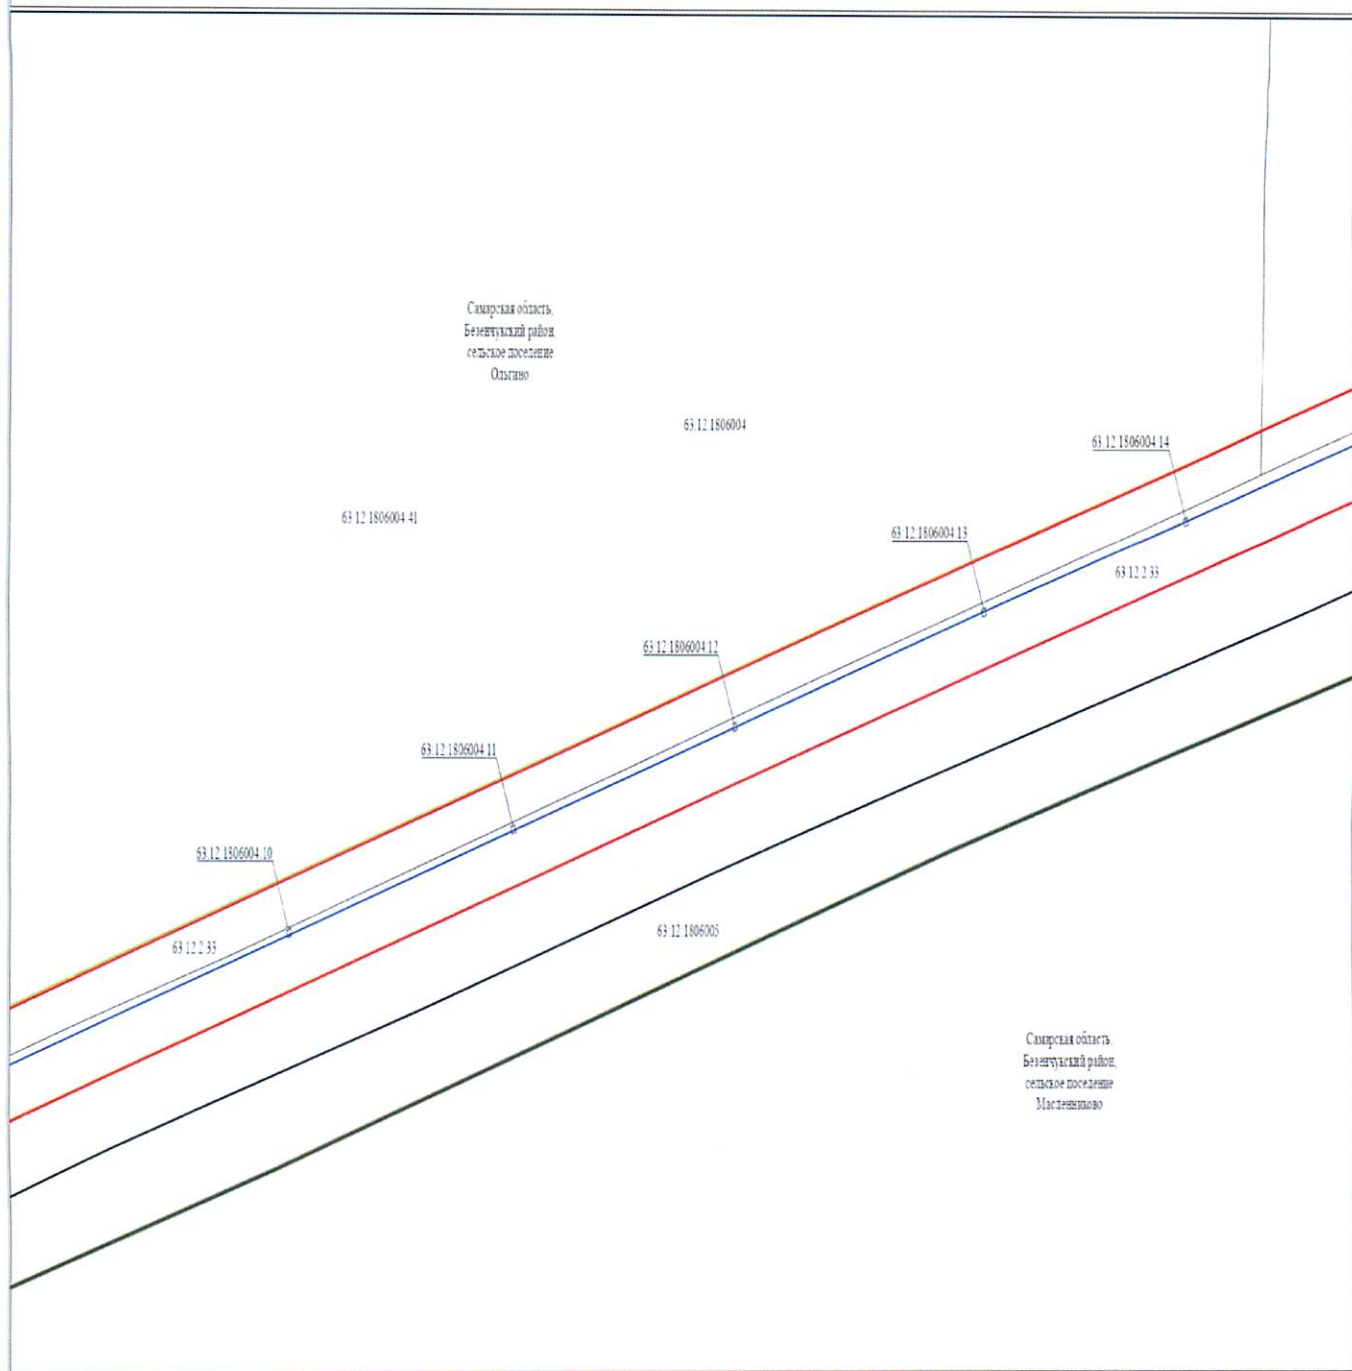 Самарская область,
Безенчукский район,
сельское поселение
Ольгино
63:12:1806004
63:12:1806004:14
63:12:1806004:41
63:12:1806004:13
63:12:2:33
63:12:1806004:12
63:12:1806004:11
63:12:1806004:10
63:12:2:33
63:12:1806005
Самарская область,
Безенчукский район,
сельское поселение
Масленниково